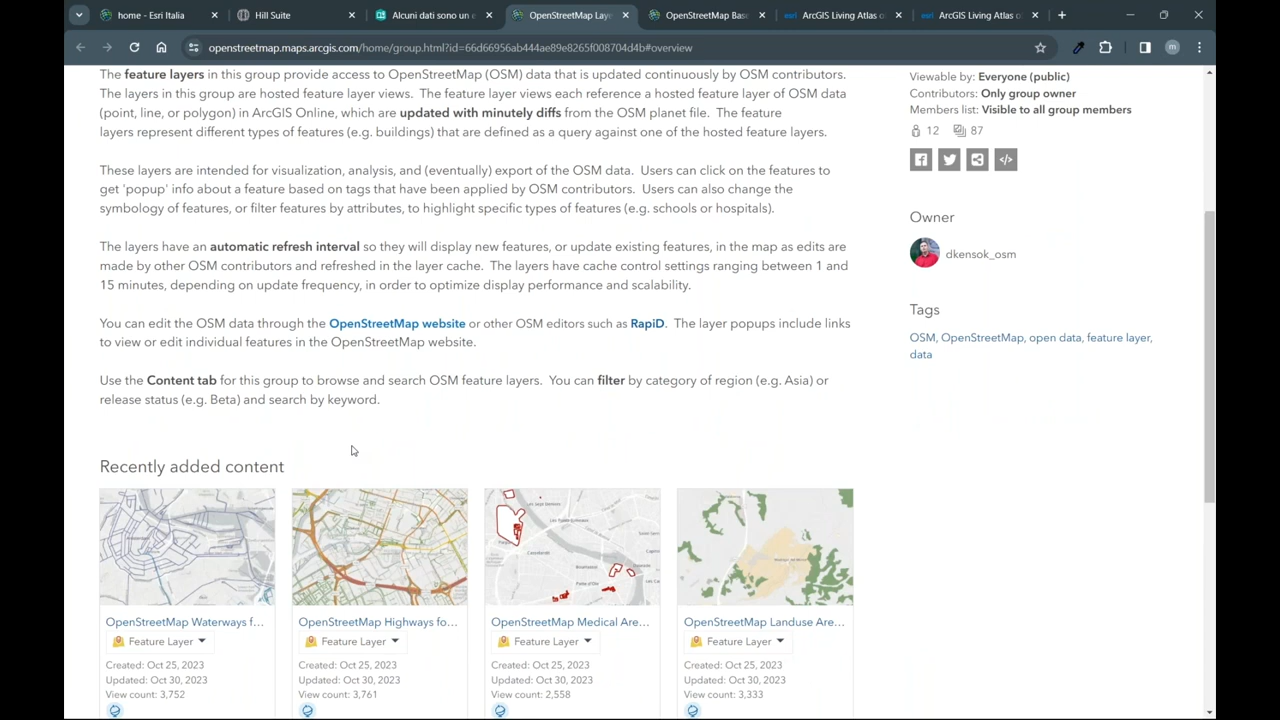 home - Esri Italia
Hill Suite
Alcuni dati sono un e
OpenStreetMap Lay
OpenStreetMap Bas
esri ArcGIS Living Atlas o
esri ArcGIS Living Atlas o
openstreetmap.maps.arcgis.com/home/group.html?id=66d66956ab444ae89e8265f008704d4b#overview
m
The feature layers in this group provide access to OpenStreetMap (OSM) data that is updated continuously by OSM contributors.
The layers in this group are hosted feature layer views. The feature layer views each reference a hosted feature layer of OSM data
(point, line, or polygon) in ArcGIS Online, which are updated with minutely diffs from the OSM planet file. The feature
layers represent different types of features (e.g. buildings) that are defined as a query against one of the hosted feature layers.
These layers are intended for visualization, analysis, and (eventually) export of the OSM data. Users can click on the features to
get 'popup' info about a feature based on tags that have been applied by OSM contributors. Users can also change the
symbology of features, or filter features by attributes, to highlight specific types of features (e.g. schools or hospitals).
The layers have an automatic refresh interval so they will display new features, or update existing features, in the map as edits are
made by other OSM contributors and refreshed in the layer cache. The layers have cache control settings ranging between 1 and
15 minutes, depending on update frequency, in order to optimize display performance and scalability.
You can edit the OSM data through the OpenStreetMap website or other OSM editors such as RapiD. The layer popups include links
to view or edit individual features in the OpenStreetMap website.
Use the Content tab for this group to browse and search OSM feature layers. You can filter by category of region (e.g. Asia) or
release status (e.g. Beta) and search by keyword.
Viewable by: Everyone (public)
Contributors: Only group owner
Members list: Visible to all group members
12 87
Owner
dkensok_osm
Tags
OSM, OpenStreetMap, open data, feature layer,
data
Recently added content
OpenStreetMap Waterways f...
Feature Layer
Created: Oct 25, 2023
Updated: Oct 30, 2023
View count: 3,752
OpenStreetMap Highways fo...
Feature Layer
Created: Oct 25, 2023
Updated: Oct 30, 2023
View count: 3,761
OpenStreetMap Medical Are...
Feature Layer
Created: Oct 25, 2023
Updated: Oct 30, 2023
View count: 2,558
OpenStreetMap Landuse Are...
Feature Layer
Created: Oct 25, 2023
Updated: Oct 30, 2023
View count: 3,333